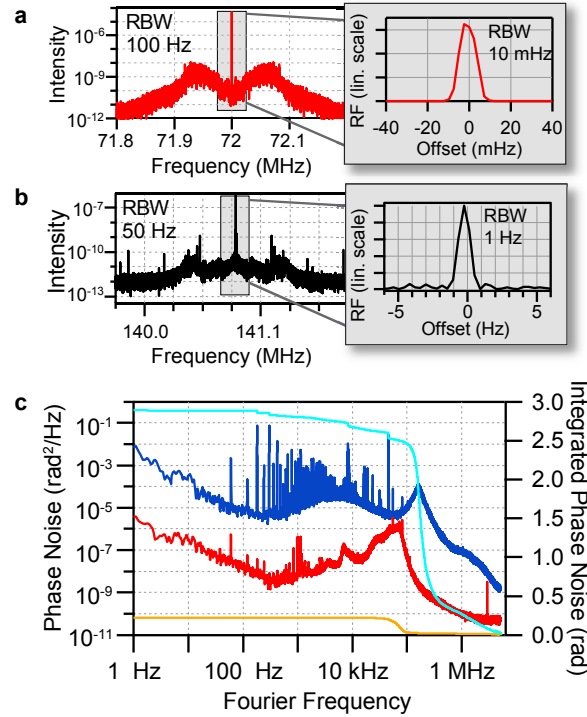 a
RBW
100 Hz
Intensity
10-6
10-9
10-12
71.8
71.9
72
72.1
Frequency (MHz)
RF (lin. scale)
RBW
10 mHz
-40
-20
0
20
40
Offset (mHz)
b
RBW
50 Hz
Intensity
10-7
10-10
10-13
140.0
141.1
Frequency (MHz)
RF (lin. scale)
RBW
1 Hz
-5
0
5
Offset (Hz)
c
Phase Noise (rad2/Hz)
10-1
10-3
10-5
10-7
10-9
10-11
3.0
2.5
2.0
1.5
1.0
0.5
0.0
Integrated Phase
Noise (rad)
1 Hz
100 Hz
10 kHz
1 MHz
Fourier Frequency